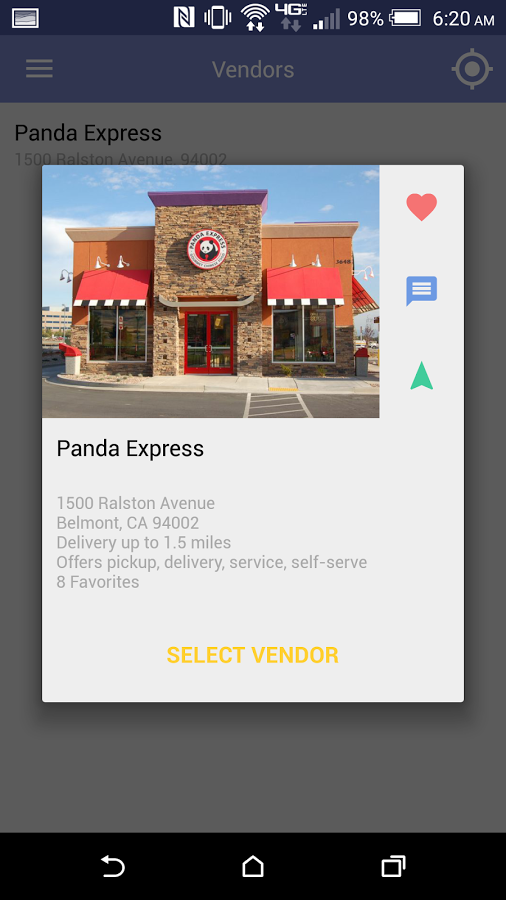 4G LTE 98% 6:20 AM
Vendors
Panda Express
1500 Ralston Avenue, 94002
PANDA EXPRESS
Panda Express
1500 Ralston Avenue
Belmont, CA 94002
Delivery up to 1.5 miles
Offers pickup, delivery, service, self-serve
8 Favorites
SELECT VENDOR